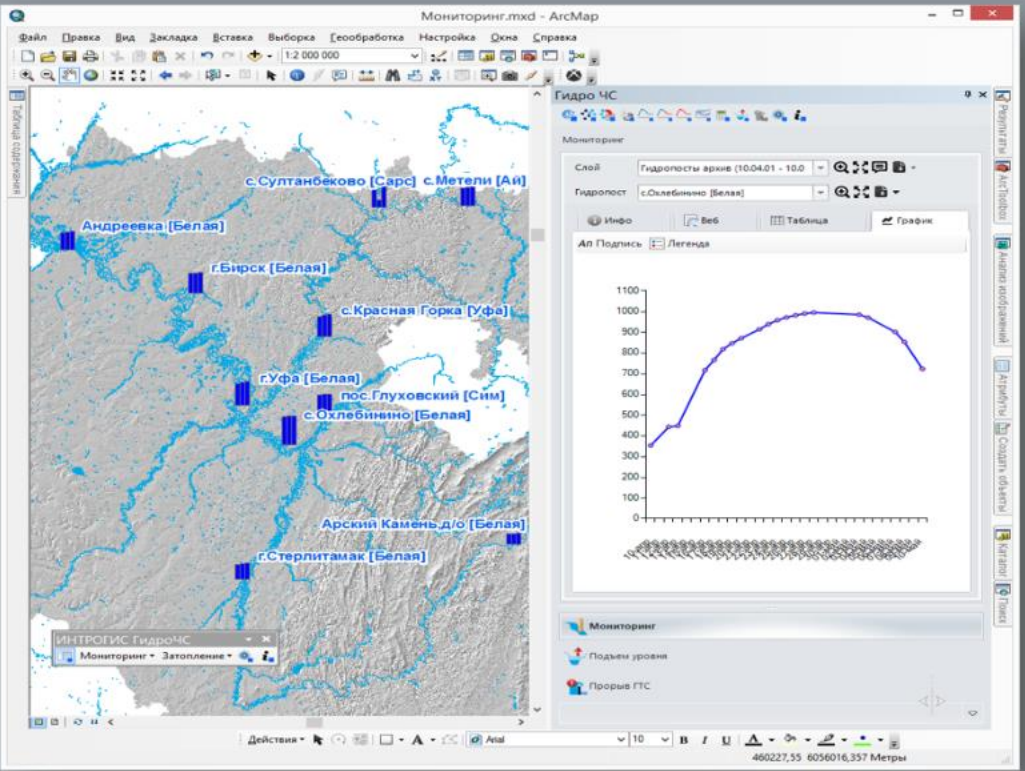 Мониторинг.mxd - ArcMap
Файл Правка Вид Закладка Вставка Выборка Геообработка Настройка Окна Справка
1:2 000 000
Таблица содержания
с.Султанбеково [Сарс] с.Метели [Ай]
Андреевка [Белая]
г.Бирск [Белая]
с.Красная Горка [Уфа]
г.Уфа [Белая]
пос.Глуховский [Сим]
с.Охлебинино [Белая]
Арский Камень,д/о [Белая]
г.Стерлитамак [Белая]
ИНТРОГИС ГидроЧС
Мониторинг Затопление
Гидро ЧС
Мониторинг
Слой Гидропосты архив (10.04.01 - 10.0
Гидропост с.Охлебинино [Белая]
Инфо Веб Таблица График
Ап Подпись Легенда
1100
1000
900
800
700
600
500
400
300
200
100
0
Мониторинг
Подъем уровня
Прорыв ГТС
Результаты
ArcToolbox
Анализ изображений
Атрибуты
Создать объекты
Каталог
Поиск
Действия A Arial 10 B I U A
460227,55 6056016,357 Метры